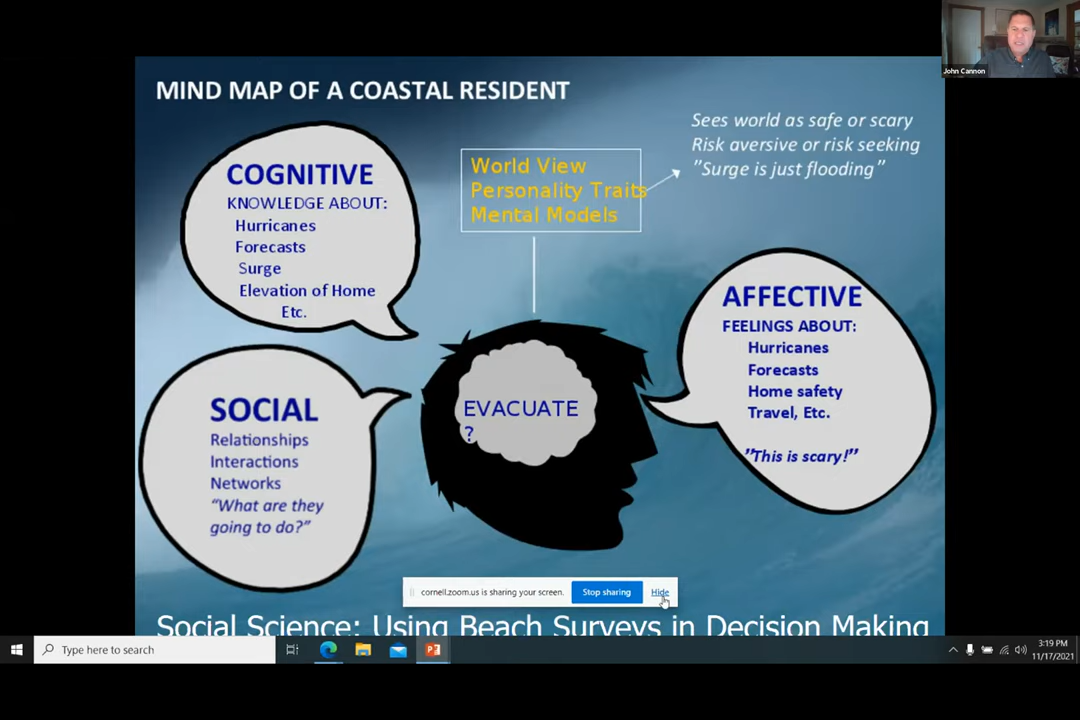 John Cannon
MIND MAP OF A COASTAL RESIDENT
Sees world as safe or scary
Risk aversive or risk seeking
”Surge is just flooding”
World View
Personality Traits
Mental Models
COGNITIVE
KNOWLEDGE ABOUT:
Hurricanes
Forecasts
Surge
Elevation of Home
Etc.
AFFECTIVE
FEELINGS ABOUT:
Hurricanes
Forecasts
Home safety
Travel, Etc.
”This is scary!”
SOCIAL
Relationships
Interactions
Networks
“What are they
going to do?”
EVACUATE
?
cornell.zoom.us is sharing your screen.
Stop sharing
Hide
Social Science: Using Beach Surveys in Decision Making
Type here to search
3:19 PM
11/17/2021